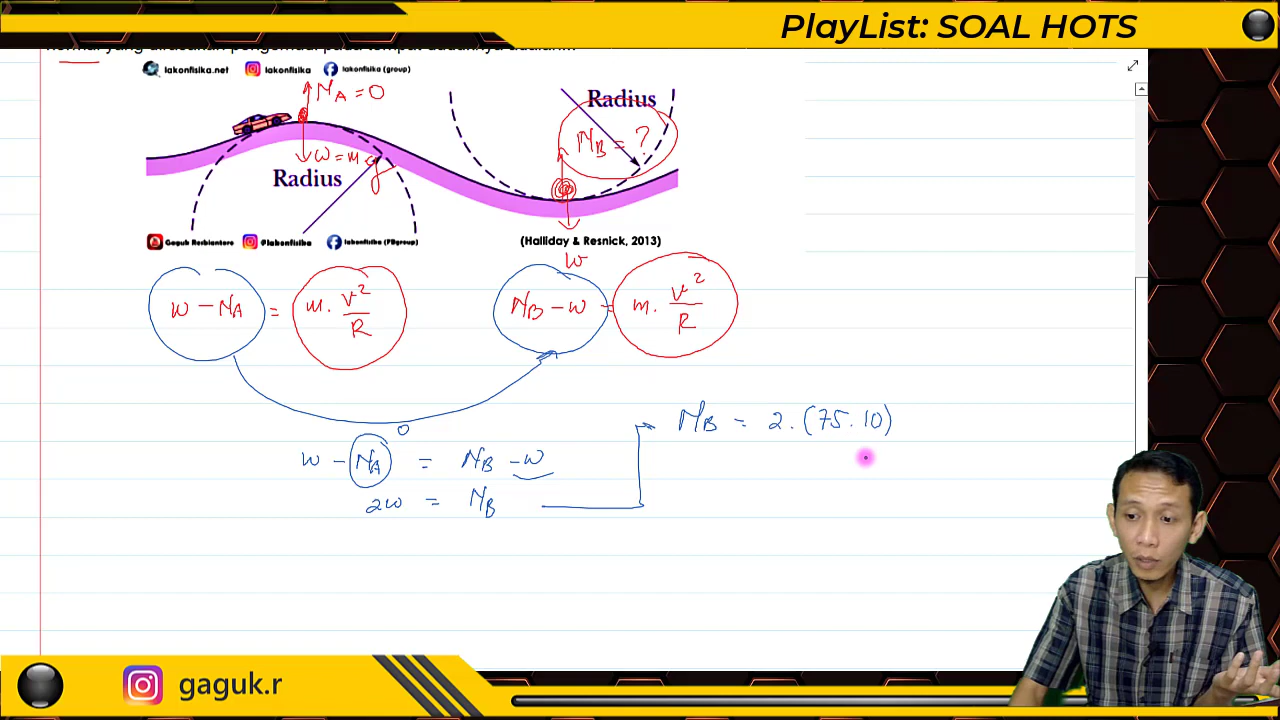 PlayList: SOAL HOTS
lakonfisika.net lakonfisika lakonfisika (group)
N_A = 0
w = mg
Radius
Radius
N_B = ?
Gaguk Resbiantoro @lakonfisika lakonfisika (FBgroup)
(Halliday & Resnick, 2013)
w
w - N_A = m. v²/R
N_B - w = m. v²/R
0
w - N_A = N_B - w
2w = N_B
N_B = 2. (75. 10)
gaguk.r